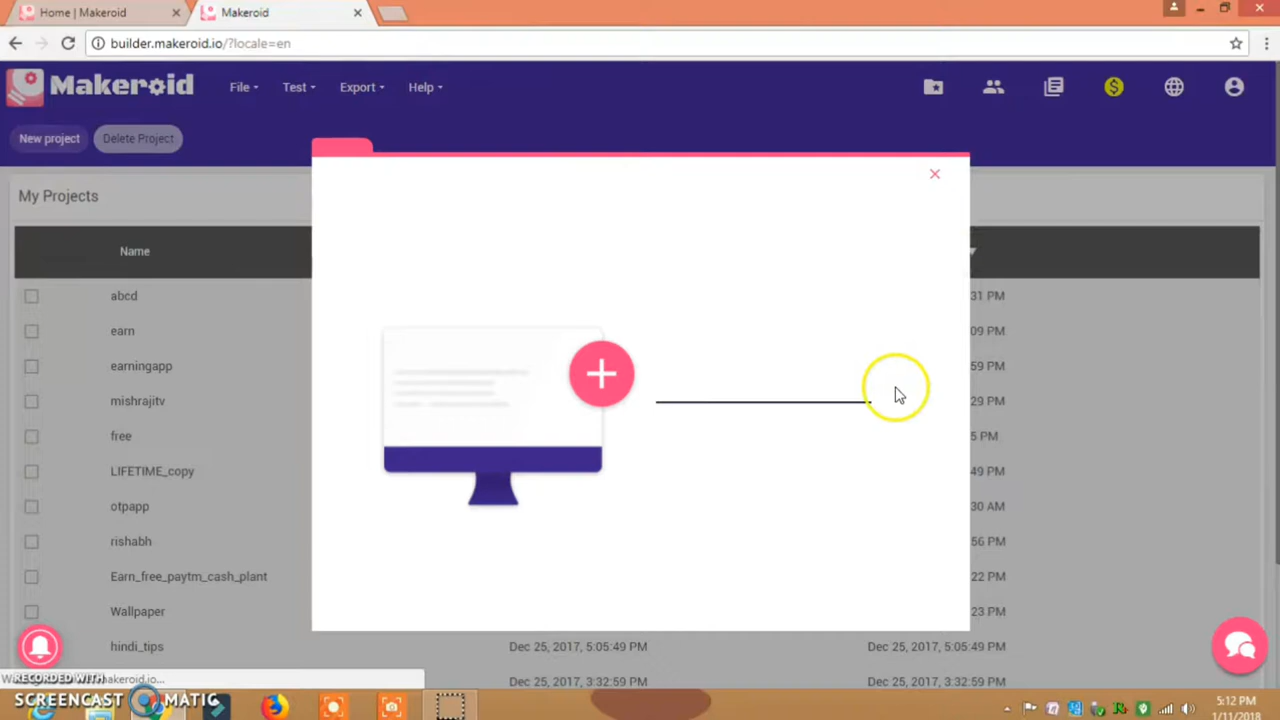 Home | Makeroid
Makeroid
builder.makeroid.io/?locale=en
Makeroid
File
Test
Export
Help
New project
Delete Project
My Projects
Name
abcd
31 PM
earn
09 PM
earningapp
59 PM
mishrajitv
29 PM
free
5 PM
LIFETIME_copy
49 PM
otpapp
30 AM
rishabh
56 PM
Earn_free_paytm_cash_plant
22 PM
Wallpaper
23 PM
hindi_tips
Dec 25, 2017, 5:05:49 PM
Dec 25, 2017, 5:05:49 PM
Dec 25, 2017, 3:32:59 PM
Dec 25, 2017, 3:32:59 PM
makeroid.io...
RECORDED WITH
SCREENCAST MATIC
5:12 PM
1/11/2018